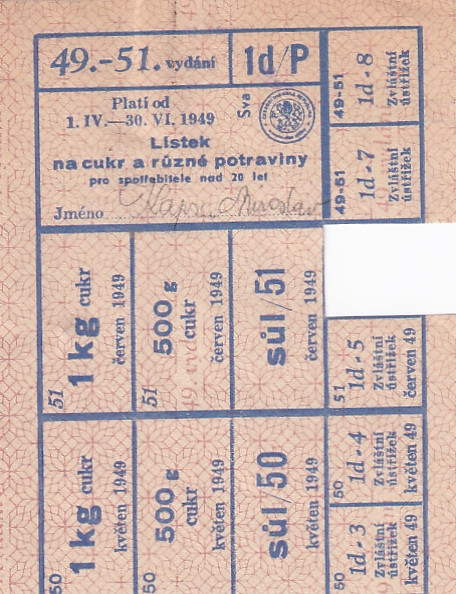 49.-51. vydání
1d/P
Platí od
1. IV.—30. VI. 1949
Sva
Lístek
na cukr a různé potraviny
pro spotřebitele nad 20 let
Jméno Miroslav
49-51
1d - 8
Zvláštní
ústřižek
49-51
1d - 7
Zvláštní
ústřižek
51
1 kg cukr
červen 1949
51
500 g
cukr
červen 1949
sůl/51
červen 1949
51
1d - 5
Zvláštní
ústřižek
červen 49
50
1 kg cukr
květen 1949
50
500 g
cukr
květen 1949
sůl/50
květen 1949
50
1d - 4
Zvláštní
ústřižek
květen 49
50
1d - 3
Zvláštní
ústřižek
květen 49